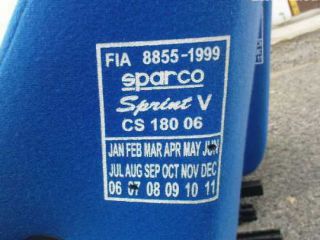 FIA 8855-1999
sparco
Sprint V
CS 180 06
JAN FEB MAR APR MAY JUN
JUL AUG SEP OCT NOV DEC
06 07 08 09 10 11